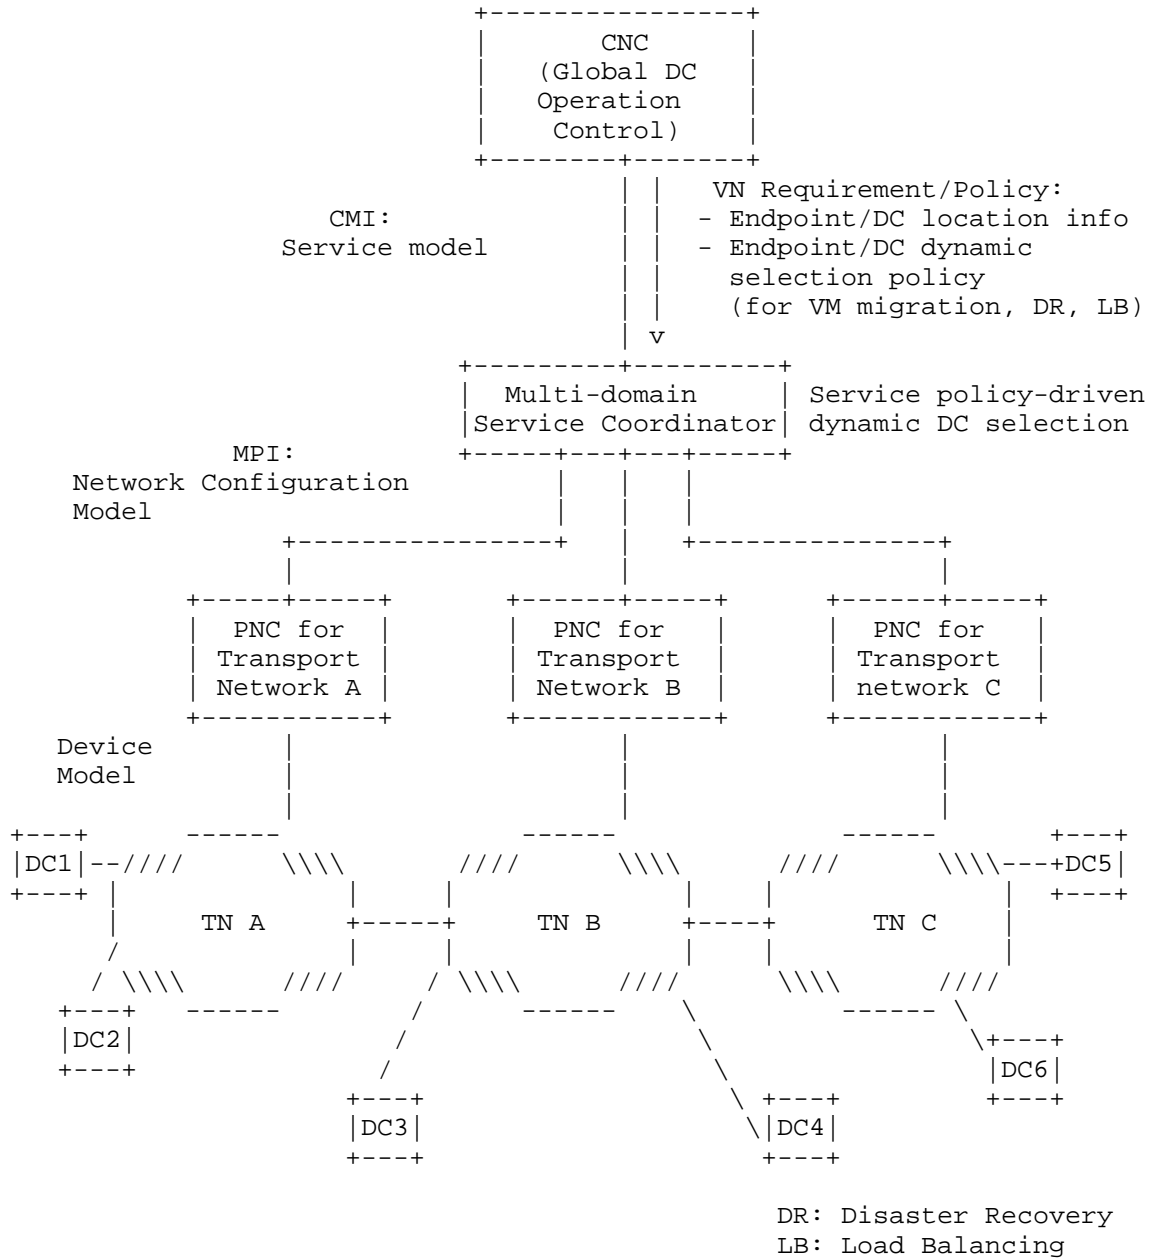 CNC
(Global DC
Operation
Control)
VN Requirement/Policy:
CMI:
- Endpoint/DC location info
Service model
- Endpoint/DC dynamic
selection policy
(for VM migration, DR, LB)
v
Multi-domain
Service Coordinator
Service policy-driven
dynamic DC selection
MPI:
Network Configuration
Model
PNC for
Transport
Network A
PNC for
Transport
Network B
PNC for
Transport
network C
Device
Model
DC1
DC5
TN A
TN B
TN C
DC2
DC6
DC3
DC4
DR: Disaster Recovery
LB: Load Balancing